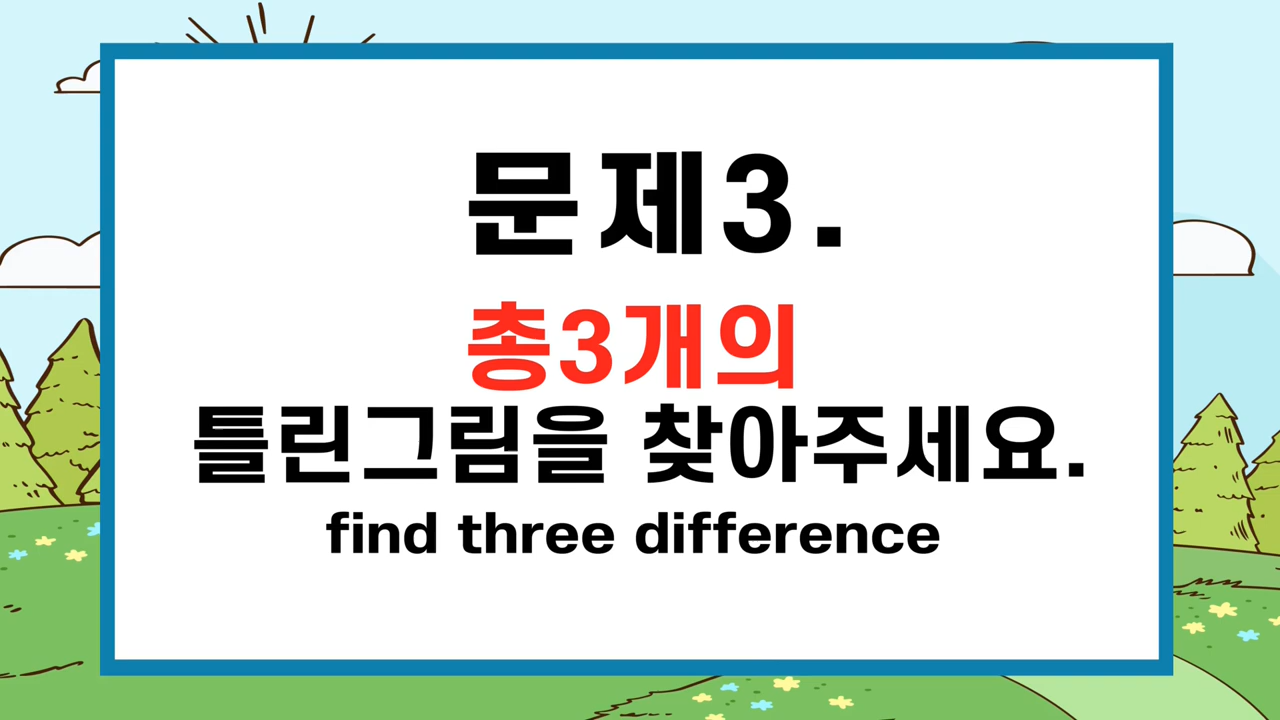 문제3.
총3개의
틀린그림을 찾아주세요.
find three difference